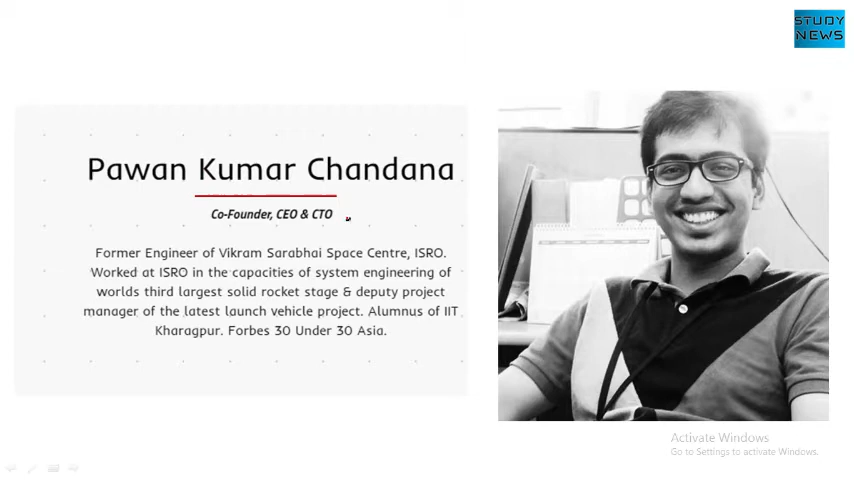 STUDY
NEWS
Pawan Kumar Chandana
Co-Founder, CEO & CTO
Former Engineer of Vikram Sarabhai Space Centre, ISRO.
Worked at ISRO in the capacities of system engineering of
worlds third largest solid rocket stage & deputy project
manager of the latest launch vehicle project. Alumnus of IIT
Kharagpur. Forbes 30 Under 30 Asia.
Activate Windows
Go to Settings to activate Windows.